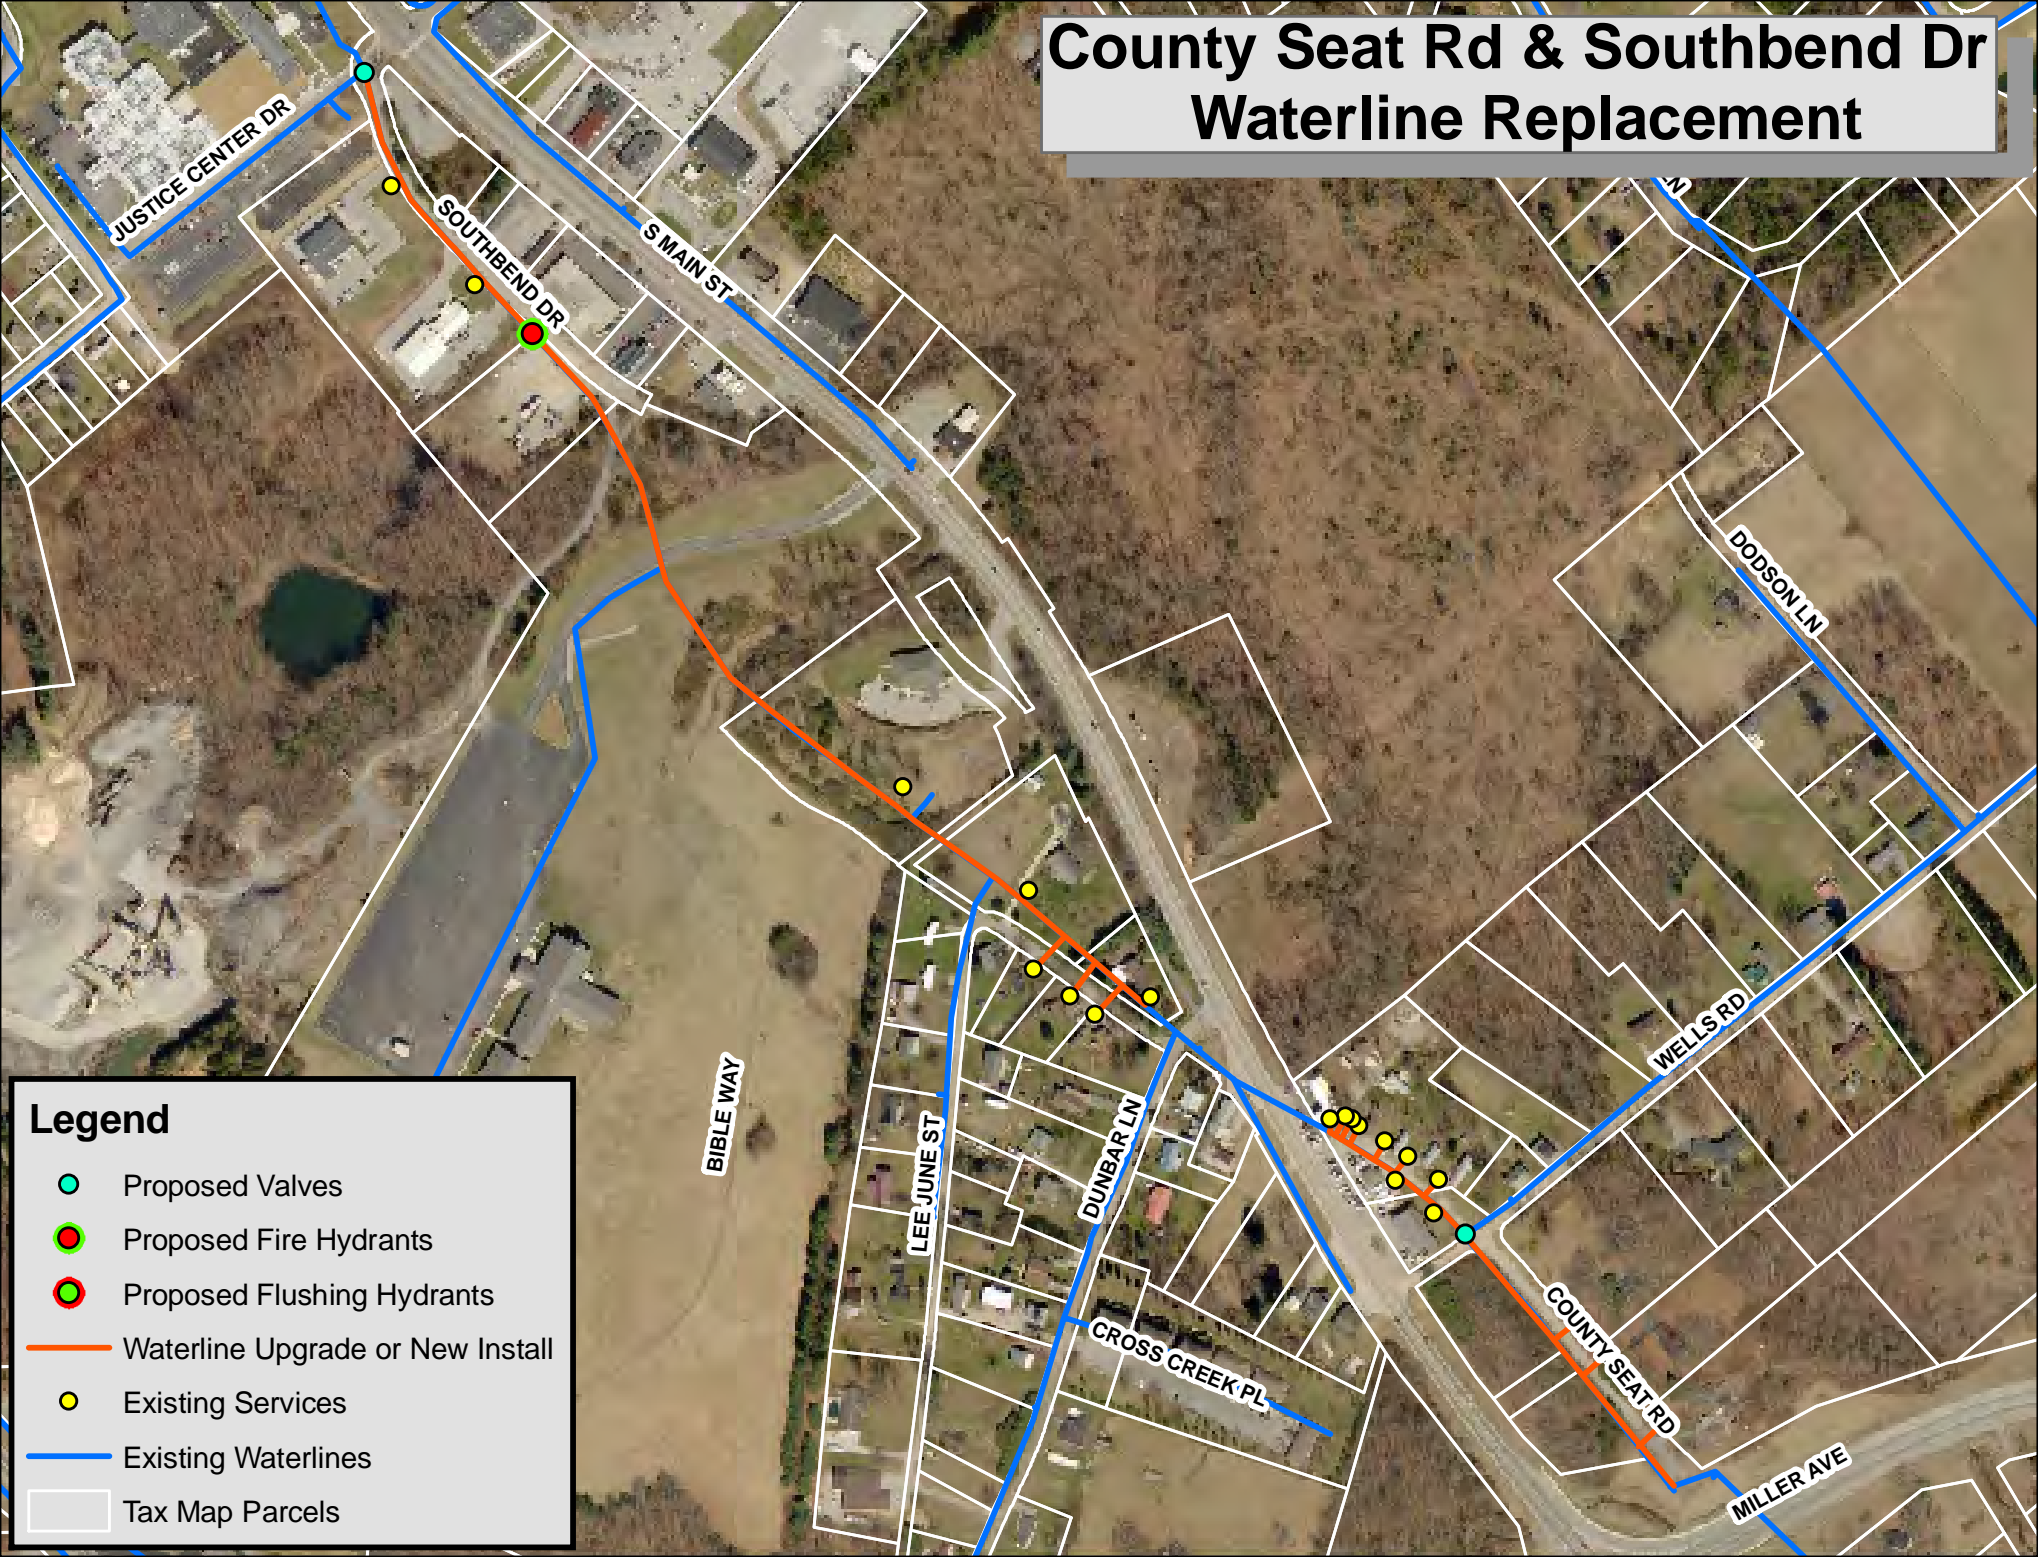 County Seat Rd & Southbend Dr
Waterline Replacement
JUSTICE CENTER DR
SOUTHBEND DR
S MAIN ST
LN
DODSON LN
WELLS RD
BIBLE WAY
LEE JUNE ST
DUNBAR LN
CROSS CREEK PL
COUNTY SEAT RD
MILLER AVE
Legend
Proposed Valves
Proposed Fire Hydrants
Proposed Flushing Hydrants
Waterline Upgrade or New Install
Existing Services
Existing Waterlines
Tax Map Parcels